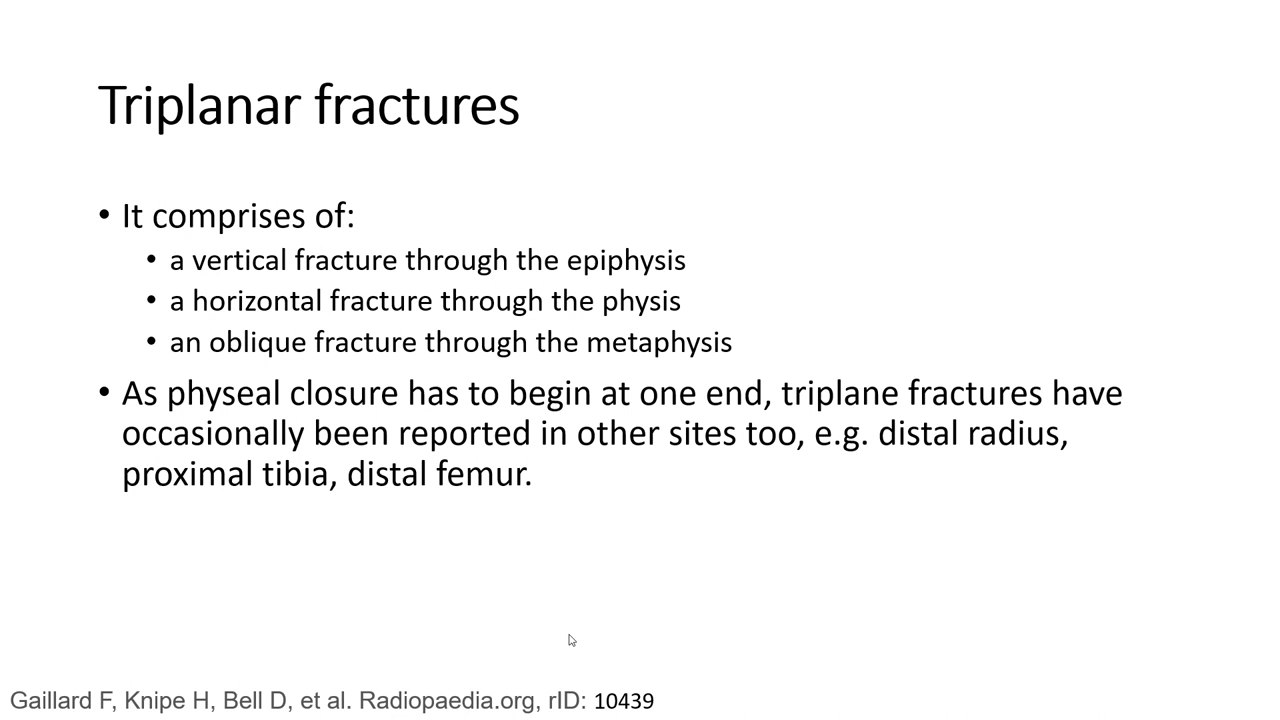 Triplanar fractures
• It comprises of:
• a vertical fracture through the epiphysis
• a horizontal fracture through the physis
• an oblique fracture through the metaphysis
• As physeal closure has to begin at one end, triplane fractures have
occasionally been reported in other sites too, e.g. distal radius,
proximal tibia, distal femur.
Gaillard F, Knipe H, Bell D, et al. Radiopaedia.org, rID: 10439